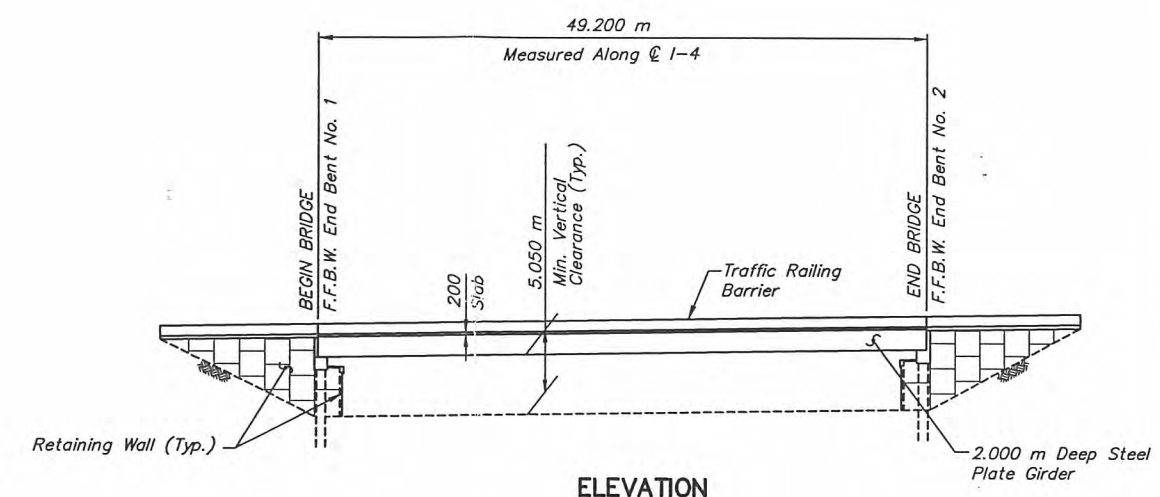 49.200 m
Measured Along ℄ I-4
BEGIN BRIDGE
F.F.B.W. End Bent No. 1
200
Slab
5.050 m
Min. Vertical
Clearance (Typ.)
Traffic Railing
Barrier
END BRIDGE
F.F.B.W. End Bent No. 2
Retaining Wall (Typ.)
2.000 m Deep Steel
Plate Girder
ELEVATION